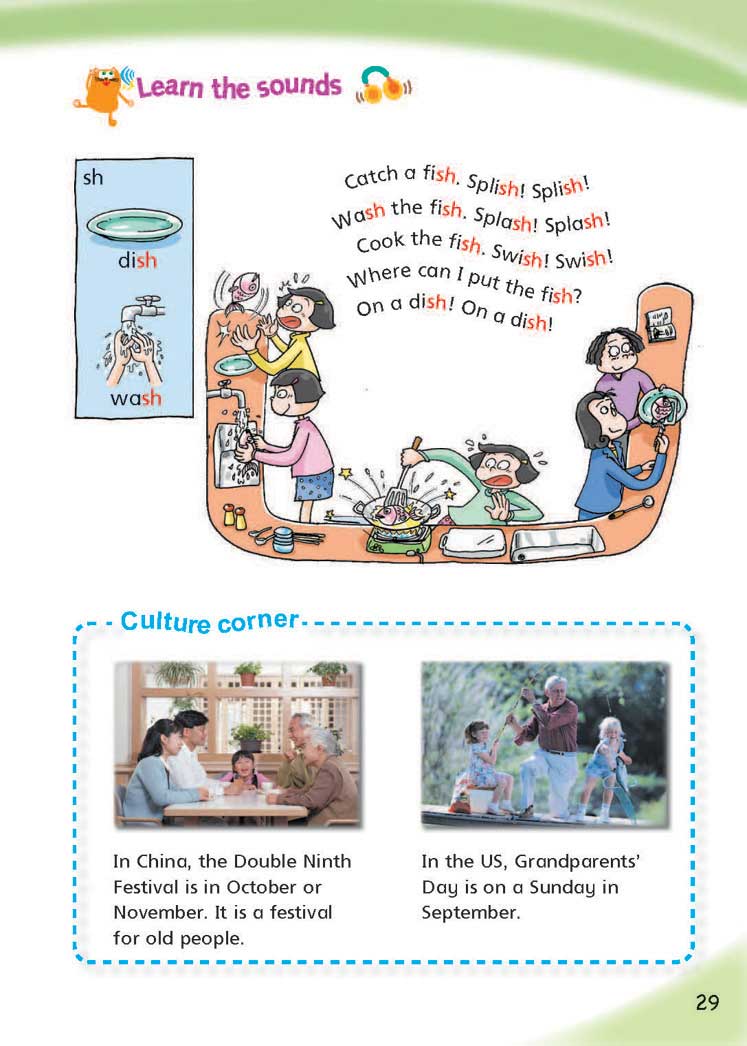 Learn the sounds
sh
dish
wash
Catch a fish. Splish! Splish!
Wash the fish. Splash! Splash!
Cook the fish. Swish! Swish!
Where can I put the fish?
On a dish! On a dish!
Culture corner
In China, the Double Ninth
Festival is in October or
November. It is a festival
for old people.
In the US, Grandparents’
Day is on a Sunday in
September.
29